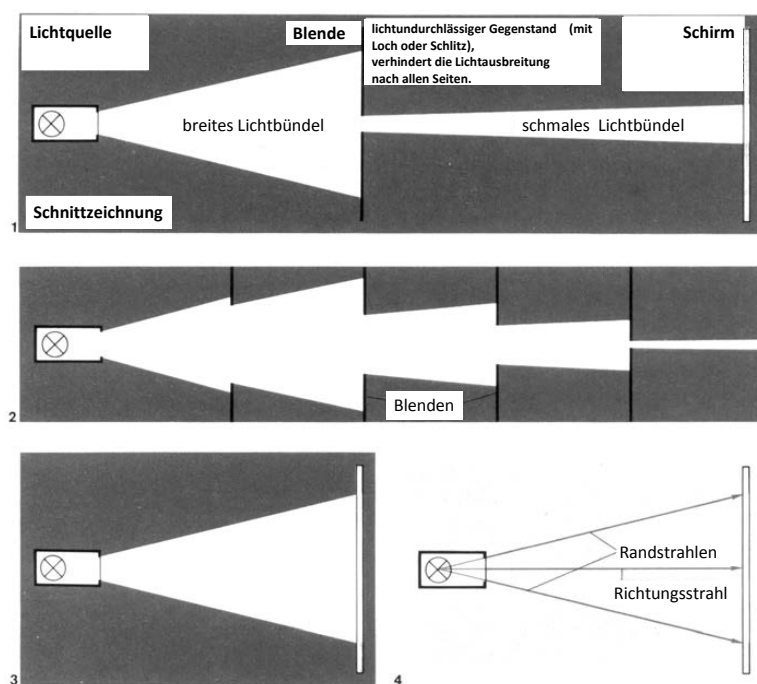 Lichtquelle
Blende
lichtundurchlässiger Gegenstand (mit
Loch oder Schlitz),
verhindert die Lichtausbreitung
nach allen Seiten.
Schirm
breites Lichtbündel
schmales Lichtbündel
Schnittzeichnung
1
Blenden
2
3
Randstrahlen
Richtungsstrahl
4